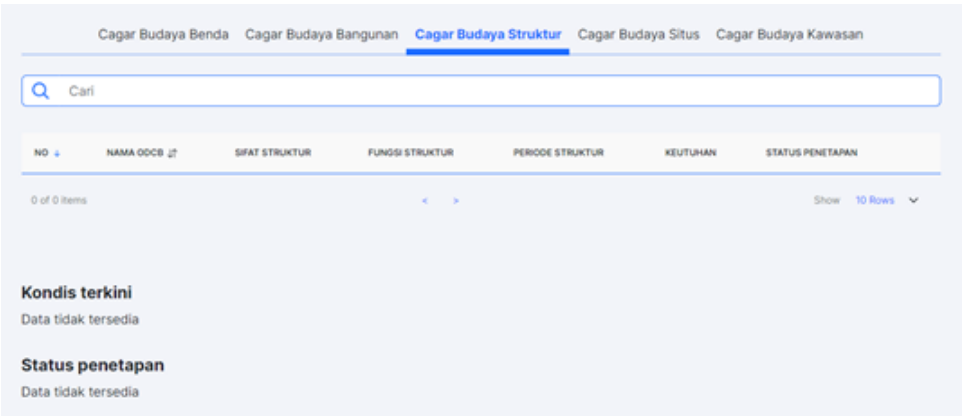 Cagar Budaya Benda Cagar Budaya Bangunan Cagar Budaya Struktur Cagar Budaya Situs Cagar Budaya Kawasan
Cari
NO NAMA ODCB SIFAT STRUKTUR FUNGSI STRUKTUR PERIODE STRUKTUR KEUTUHAN STATUS PENETAPAN
0 of 0 items < > Show 10 Rows
Kondis terkini
Data tidak tersedia
Status penetapan
Data tidak tersedia